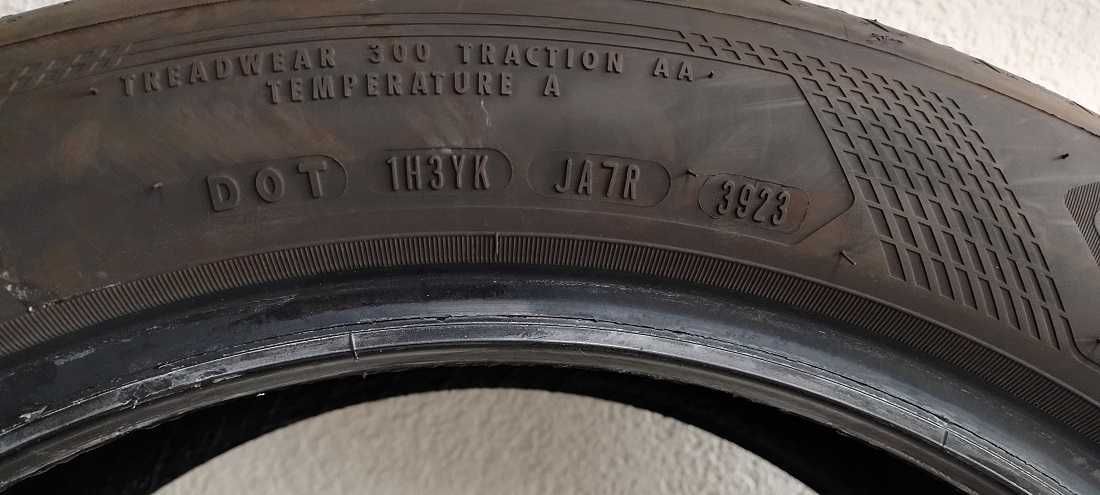 TREADWEAR 300 TRACTION AA
TEMPERATURE A
DOT 1H3YK JA7R 3923